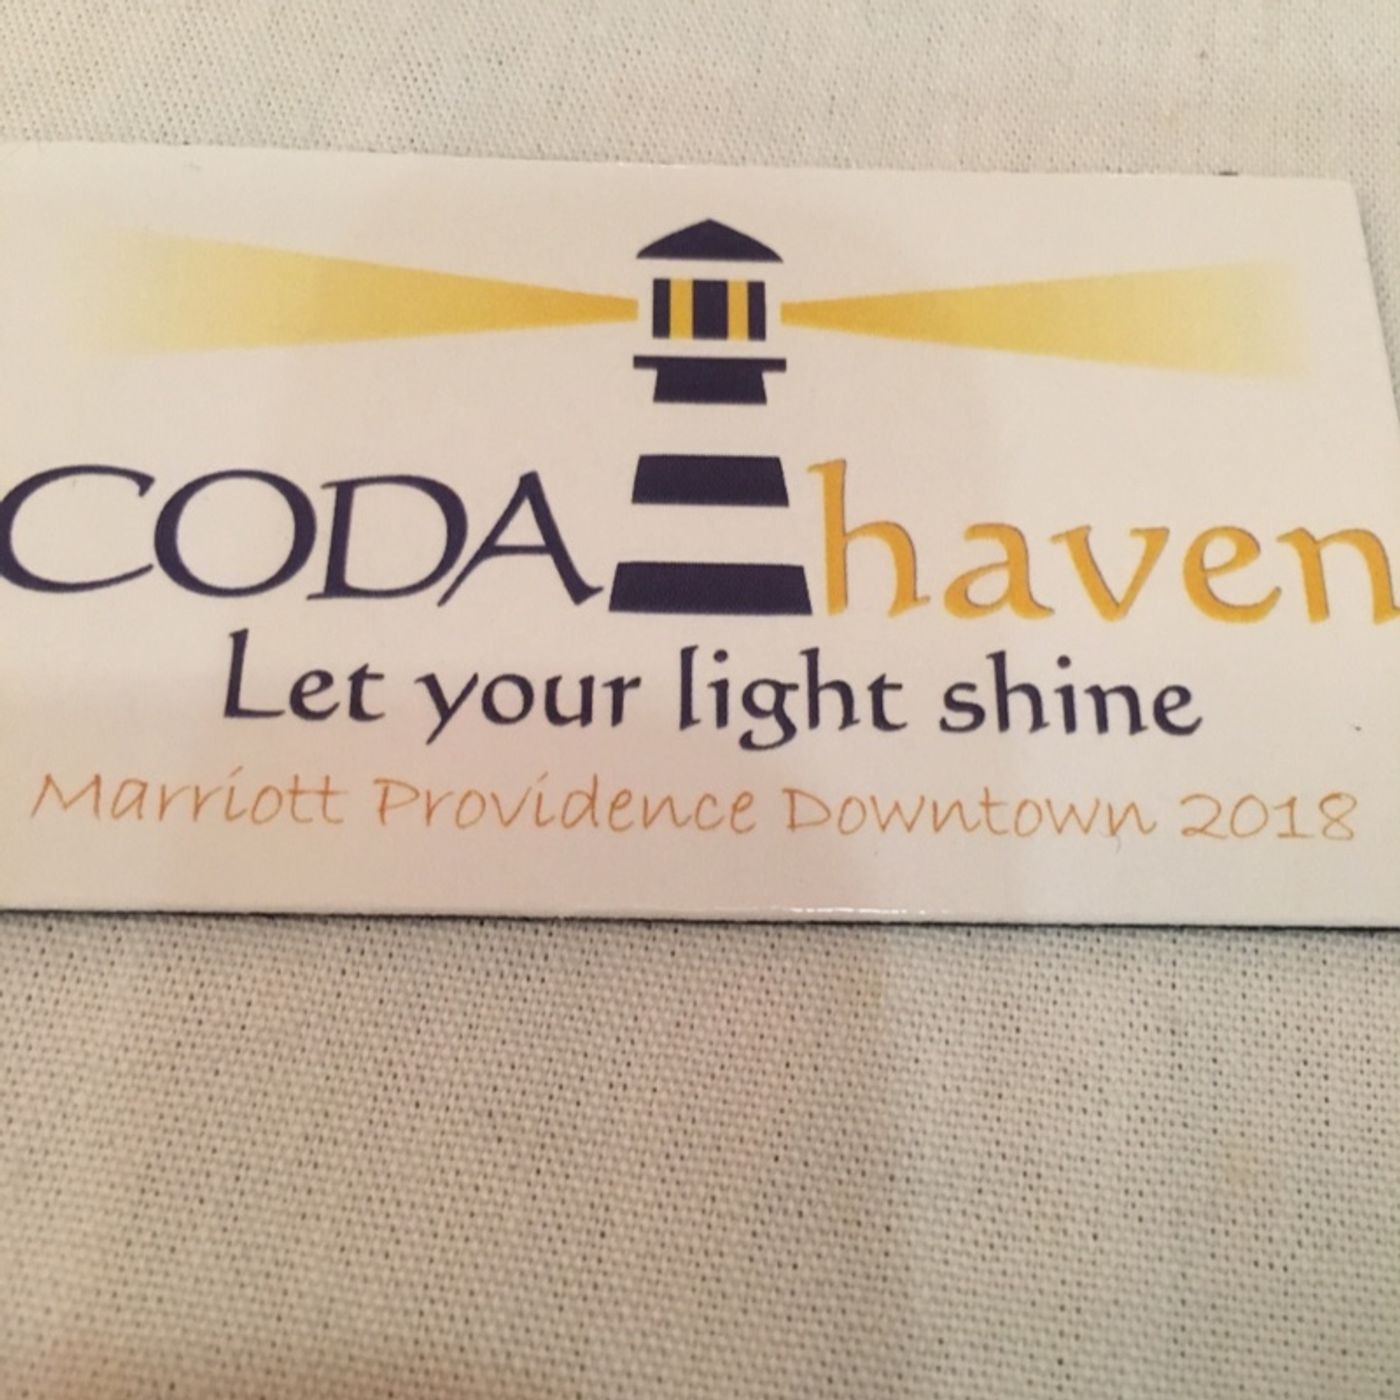 CODA haven
Let your light shine
Marriott Providence Downtown 2018